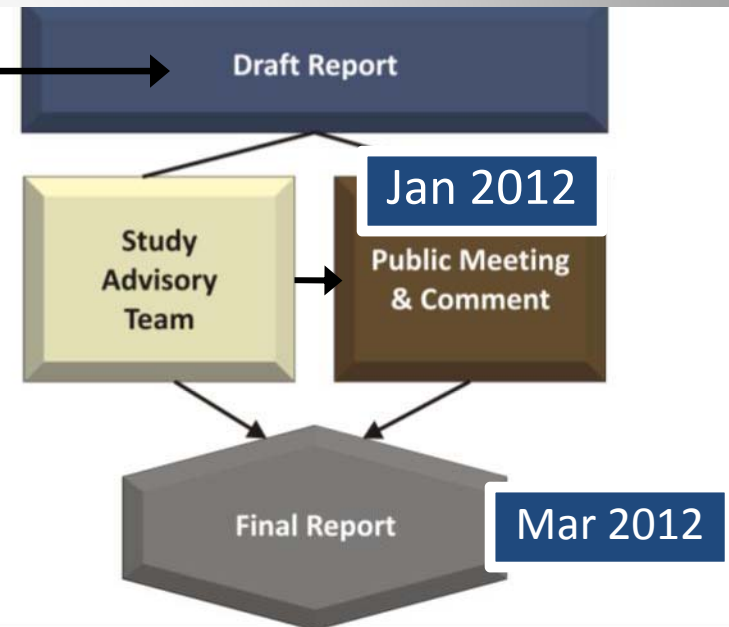 Draft Report
Jan 2012
Study
Advisory
Team
Public Meeting
& Comment
Final Report
Mar 2012